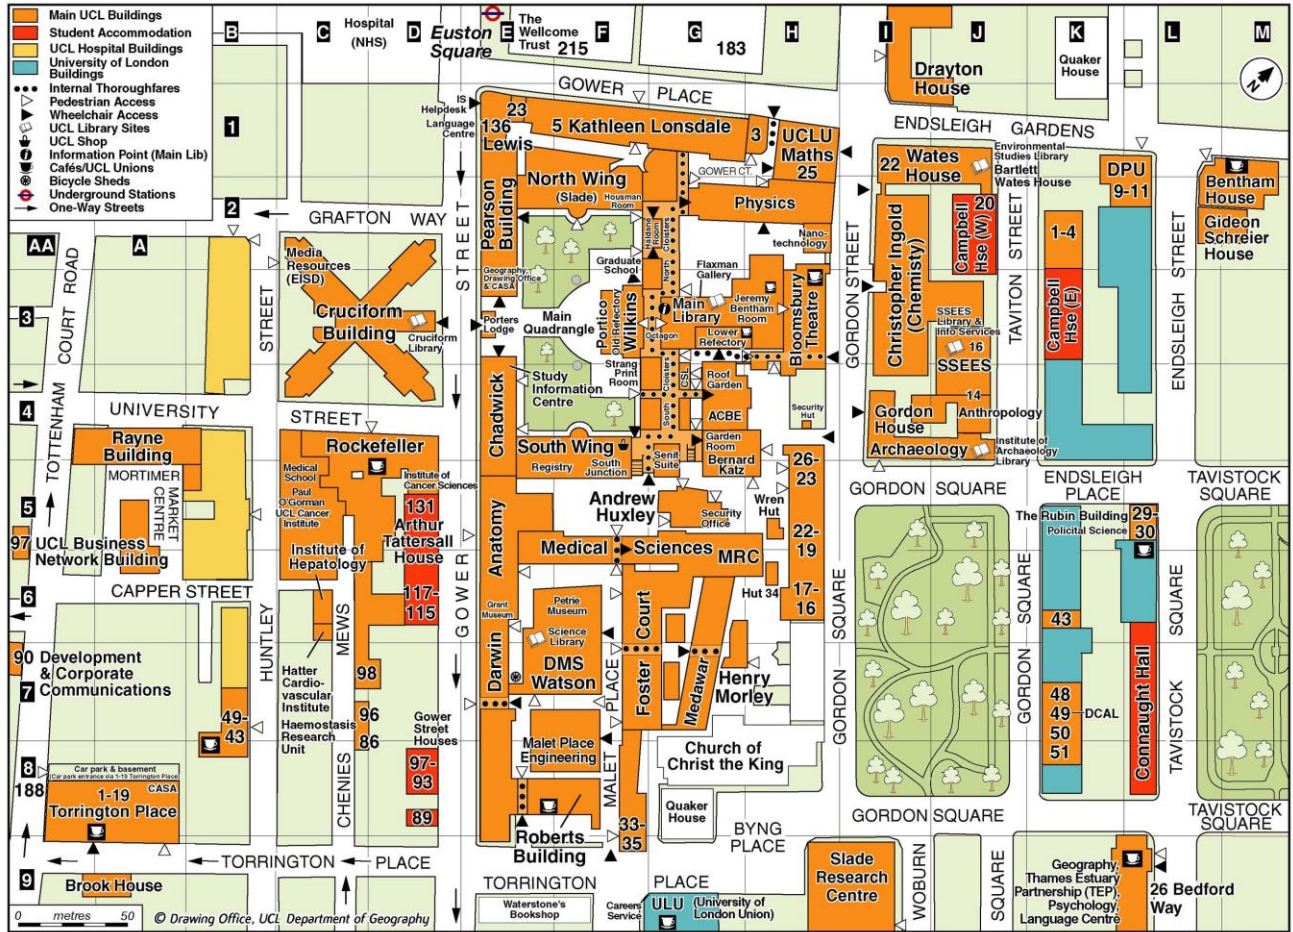 Main UCL Buildings
Student Accommodation
UCL Hospital Buildings
University of London
Buildings
Internal Thoroughfares
Pedestrian Access
Wheelchair Access
UCL Library Sites
UCL Shop
Information Point (Main Lib)
Cafés/UCL Unions
Bicycle Sheds
Underground Stations
One-Way Streets
B
C
D
E
F
G
H
I
J
K
L
M
Hospital
(NHS)
Euston
Square
The
Wellcome
Trust
215
183
Drayton
House
Quaker
House
N
GOWER PLACE
IS
Helpdesk
Language
Centre
23
136
Lewis
5 Kathleen Lonsdale
3
UCLU
Maths
25
ENDSLEIGH GARDENS
1
22 Wates
House
Environmental
Studies Library
Bartlett
Wates House
DPU
9-11
Bentham
House
Gideon
Schreier
House
North Wing
(Slade)
Housman
Room
GOWER CT.
Physics
2
GRAFTON WAY
STREET
Pearson
Building
Geography,
Drawing Office
& CASA
Haldane
Room
North
Cloisters
Nano-
technology
20
Campbell
Hse (W)
TAVITON STREET
1-4
ENDSLEIGH STREET
AA
A
Media
Resources
(EISD)
Cruciform
Building
Cruciform
Library
Graduate
School
Flaxman
Gallery
Main
Library
Jeremy
Bentham
Room
Bloomsbury
Theatre
GORDON STREET
Christopher Ingold
(Chemisty)
Campbell
Hse (E)
3
STREET
Porters
Lodge
Main
Quadrangle
Portico
Old Refectory
Wilkins
Octagon
Lower
Refectory
SSEES
Library &
Info Services
16
SSEES
TOTTENHAM COURT ROAD
Strang
Print
Room
Cloisters
South
CSL
Roof
Garden
ACBE
Study
Information
Centre
Chadwick
14
Anthropology
Gordon
House
Archaeology
Institute of
Archaeology
Library
Security
Hut
4
UNIVERSITY STREET
Rayne
Building
Rockefeller
South Wing
Registry
South
Junction
Senit
Suite
Garden
Room
Bernard
Katz
26-
23
MORTIMER
MARKET
CENTRE
Medical
School
Paul
O'Gorman
UCL Cancer
Institute
Institute of
Cancer Sciences
131
Arthur
Tattersall
House
117-
115
GORDON SQUARE
ENDSLEIGH
PLACE
TAVISTOCK
SQUARE
5
97
UCL Business
Network Building
Andrew
Huxley
Security
Office
Wren
Hut
22-
19
The Rubin Building
Policital Science
29-
30
Institute of
Hepatology
Anatomy
Medical Sciences
MRC
Hut 34
17-
16
6
CAPPER STREET
Grant
Museum
Petrie
Museum
Science
Library
DMS
Watson
Court
Foster
Medawar
Henry
Morley
43
GORDON SQUARE
GORDON SQUARE
TAVISTOCK SQUARE
90
Development
& Corporate
Communications
7
HUNTLEY
Hatter
Cardio-
vascular
Institute
Haemostasis
Research
Unit
CHENIES MEWS
98
96
86
GOWER
Darwin
Gower
Street
Houses
97-
93
89
49-
43
48
49
50
51
DCAL
Connaught Hall
Malet Place
Engineering
MALET PLACE
Church of
Christ the King
Quaker
House
8
188
Car park & basement
(Car park entrance via 1-19 Torrington Place)
CASA
1-19
Torrington Place
Roberts
Building
33-
35
BYNG
PLACE
GORDON SQUARE
TAVISTOCK
SQUARE
TORRINGTON PLACE
9
Brook House
0 metres 50
© Drawing Office, UCL Department of Geography
TORRINGTON PLACE
Waterstone's
Bookshop
Careers
Service
ULU
(University of
London Union)
Slade
Research
Centre
WOBURN SQUARE
Geography,
Thames Estuary
Partnership (TEP),
Psychology,
Language Centre
26 Bedford
Way